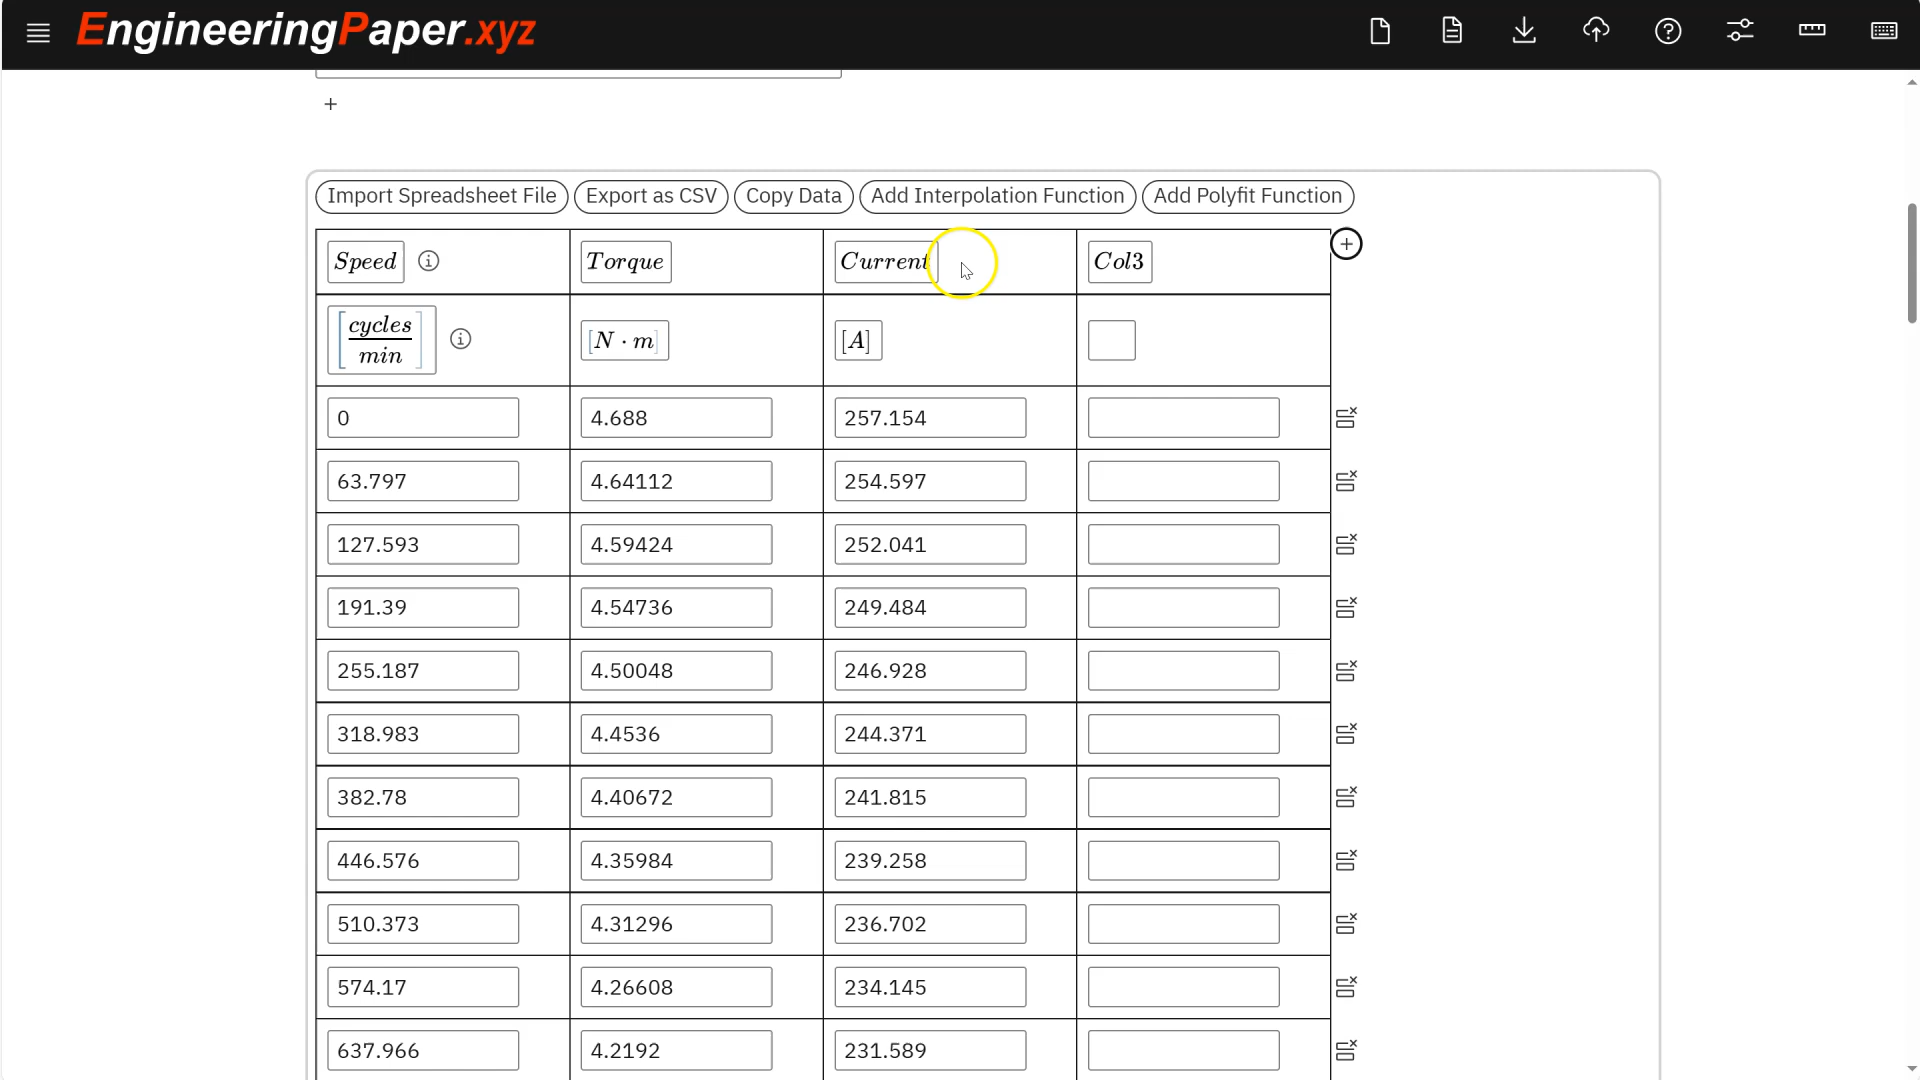 EngineeringPaper.xyz
+
Import Spreadsheet File Export as CSV Copy Data Add Interpolation Function Add Polyfit Function
Speed Torque Current Col3 +
[cycles/min] [N · m] [A]
0 4.688 257.154
63.797 4.64112 254.597
127.593 4.59424 252.041
191.39 4.54736 249.484
255.187 4.50048 246.928
318.983 4.4536 244.371
382.78 4.40672 241.815
446.576 4.35984 239.258
510.373 4.31296 236.702
574.17 4.26608 234.145
637.966 4.2192 231.589